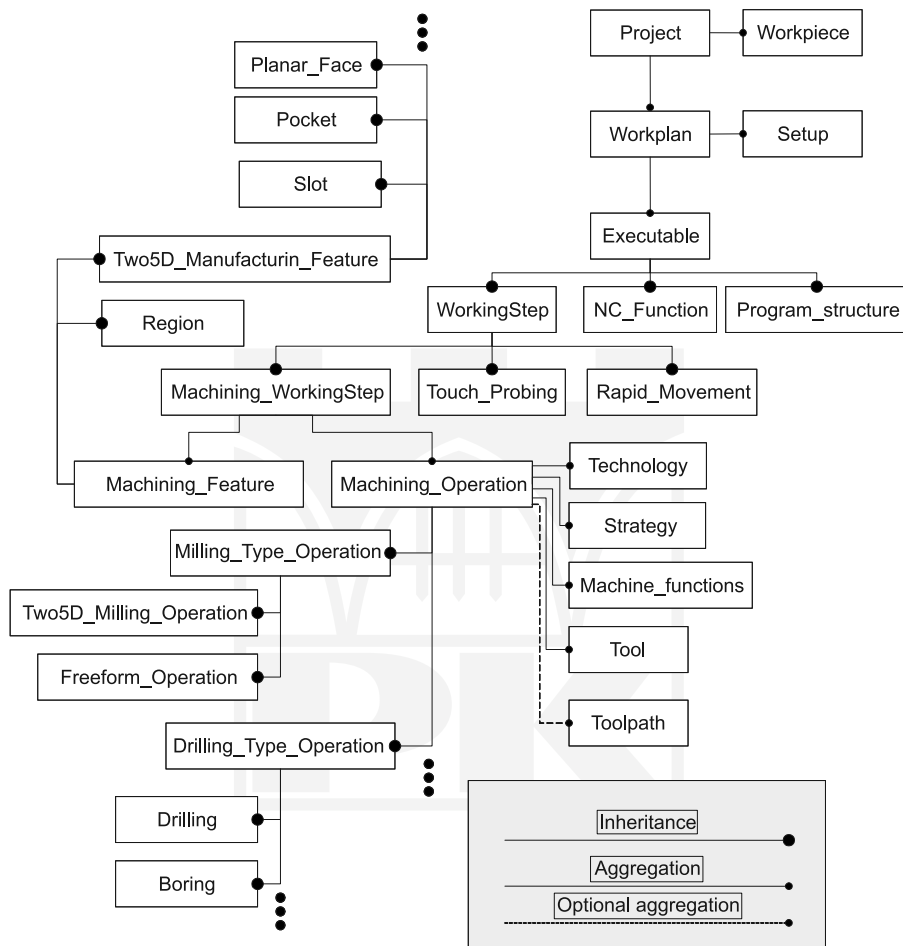 Project
Workpiece
Planar_Face
Pocket
Workplan
Setup
Slot
Executable
Two5D_Manufacturin_Feature
WorkingStep
NC_Function
Program_structure
Region
Machining_WorkingStep
Touch_Probing
Rapid_Movement
Technology
Machining_Feature
Machining_Operation
Strategy
Milling_Type_Operation
Machine_functions
Two5D_Milling_Operation
Tool
Freeform_Operation
Toolpath
Drilling_Type_Operation
Drilling
Boring
Inheritance
Aggregation
Optional aggregation
PK